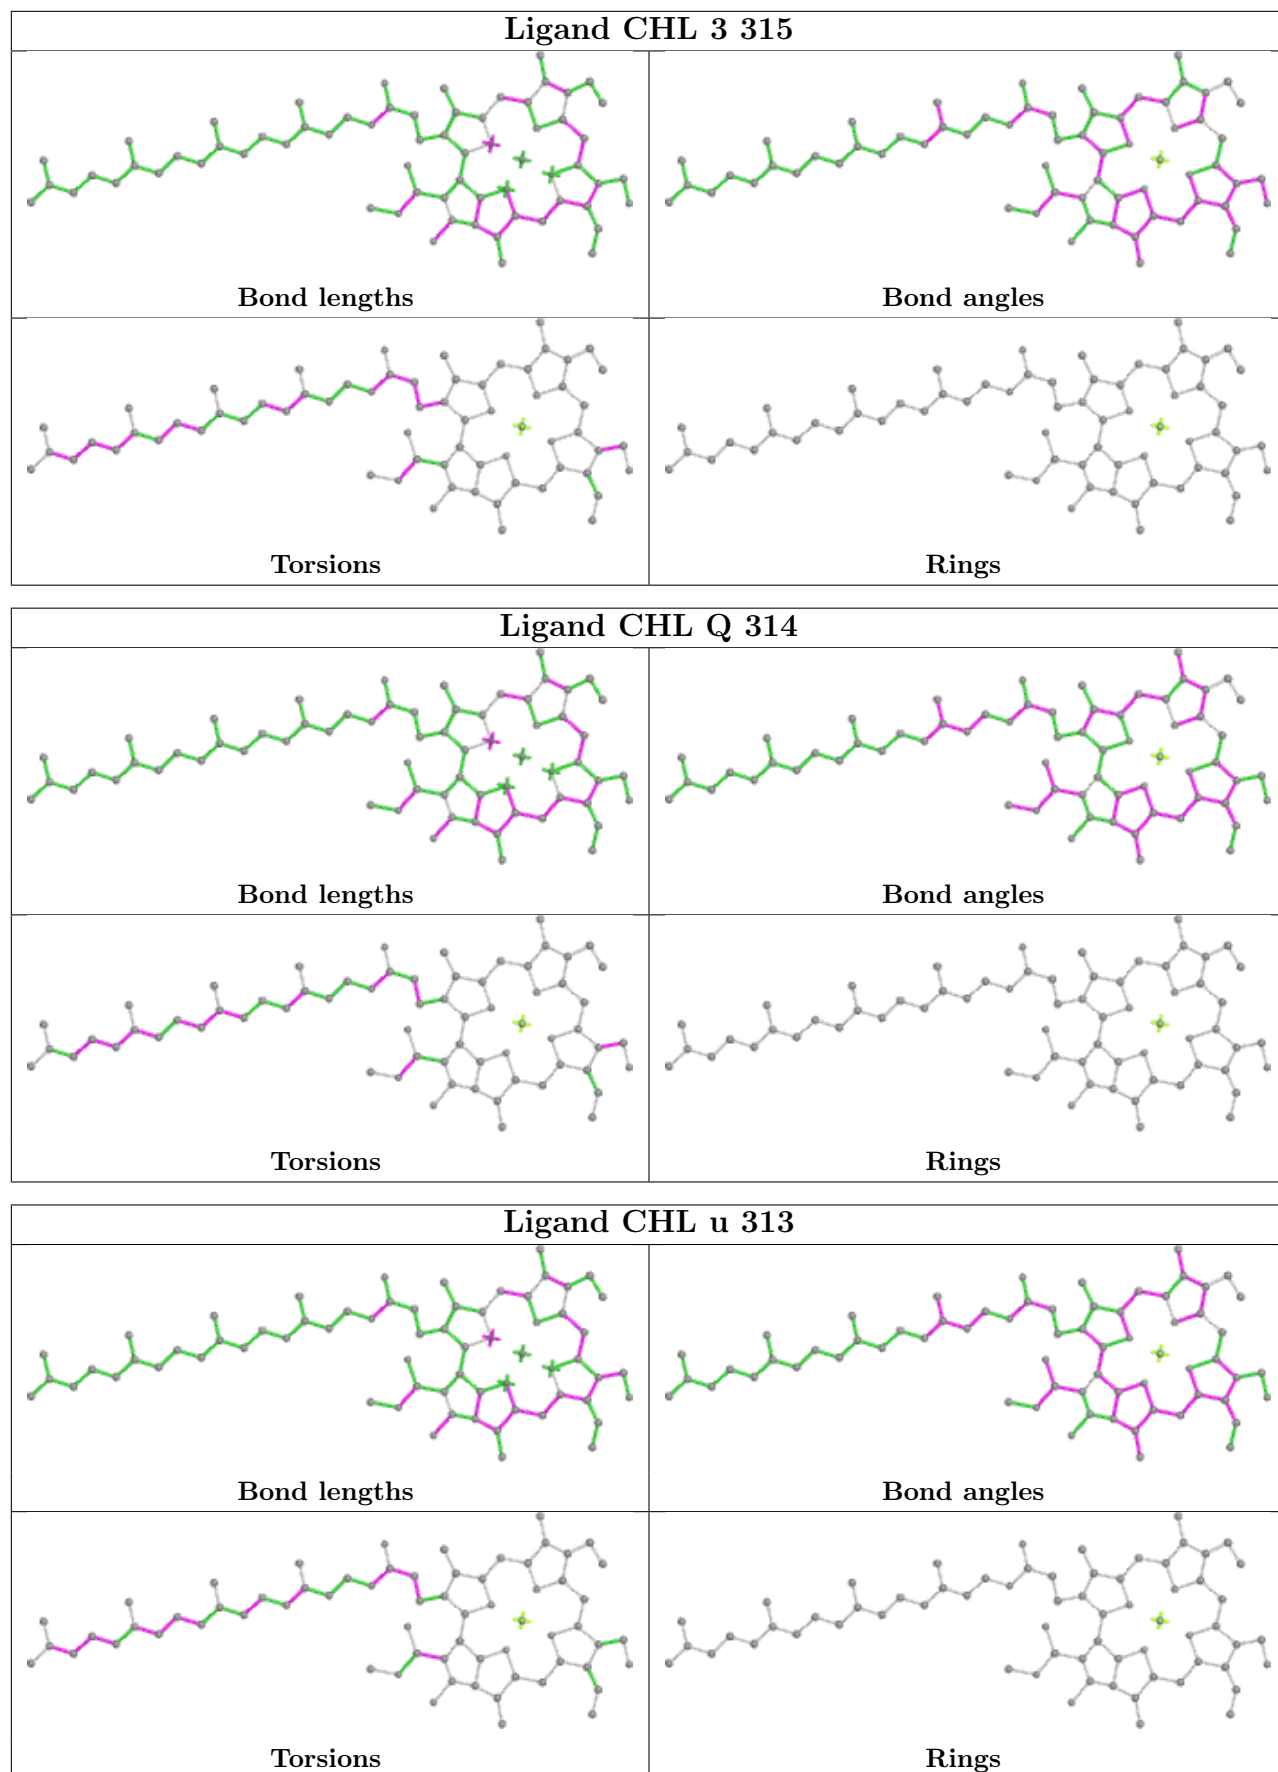 Ligand CHL 3 315
Bond lengths
Bond angles
Torsions
Rings
Ligand CHL Q 314
Bond lengths
Bond angles
Torsions
Rings
Ligand CHL u 313
Bond lengths
Bond angles
Torsions
Rings